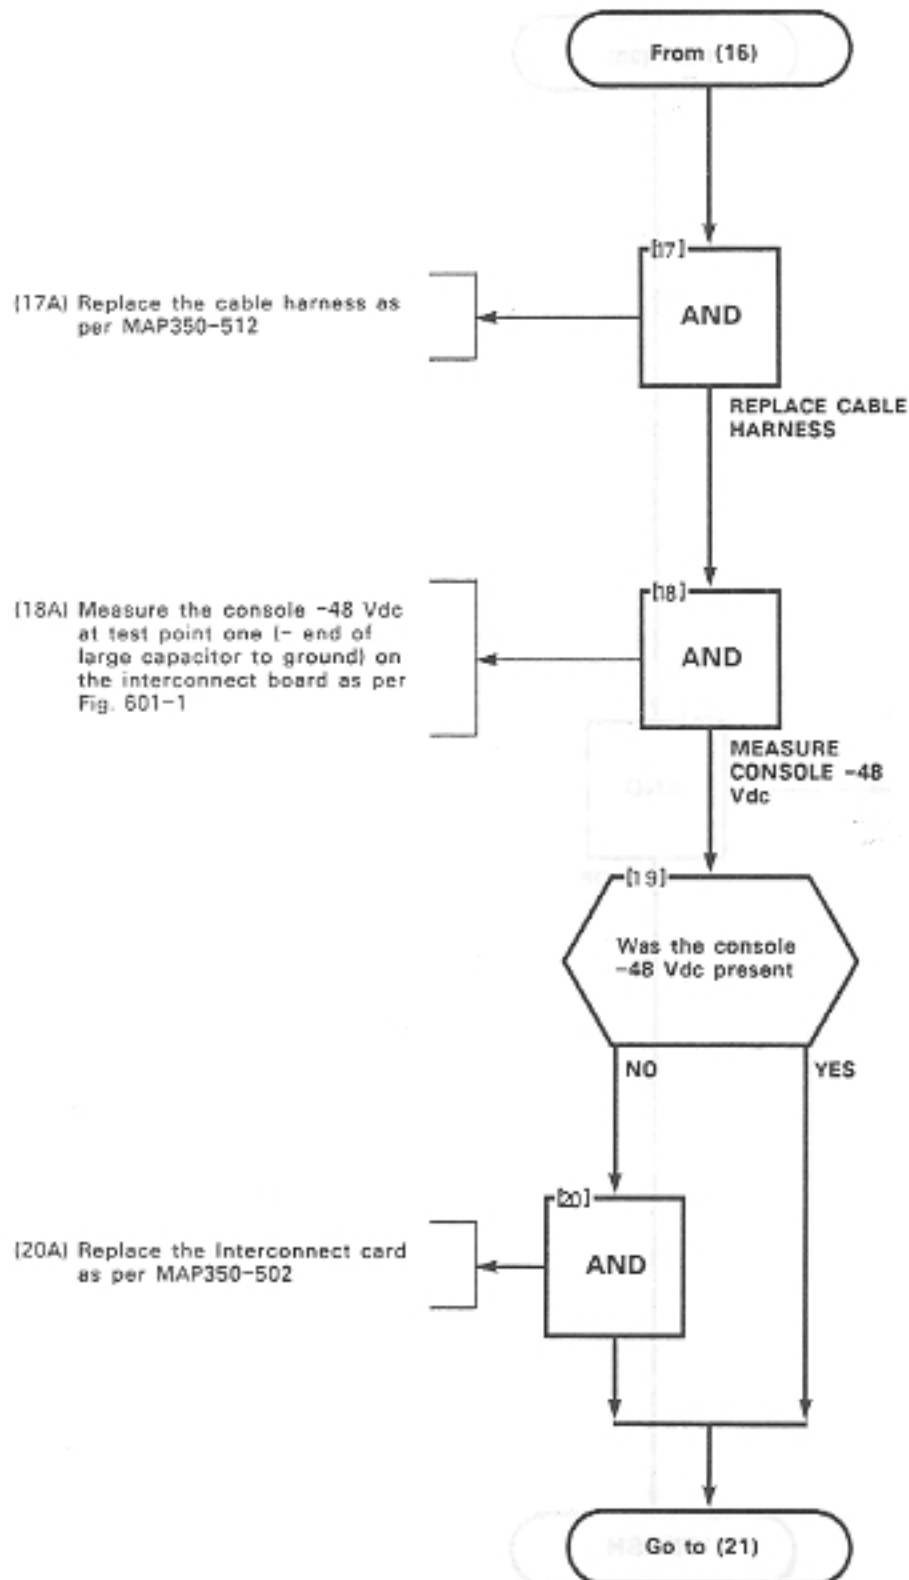 From (16)
[17]
AND
(17A) Replace the cable harness as
per MAP350-512
REPLACE CABLE
HARNESS
[18]
AND
(18A) Measure the console -48 Vdc
at test point one (- end of
large capacitor to ground) on
the interconnect board as per
Fig. 601-1
MEASURE
CONSOLE -48
Vdc
[19]
Was the console
-48 Vdc present
NO
YES
[20]
AND
(20A) Replace the Interconnect card
as per MAP350-502
Go to (21)